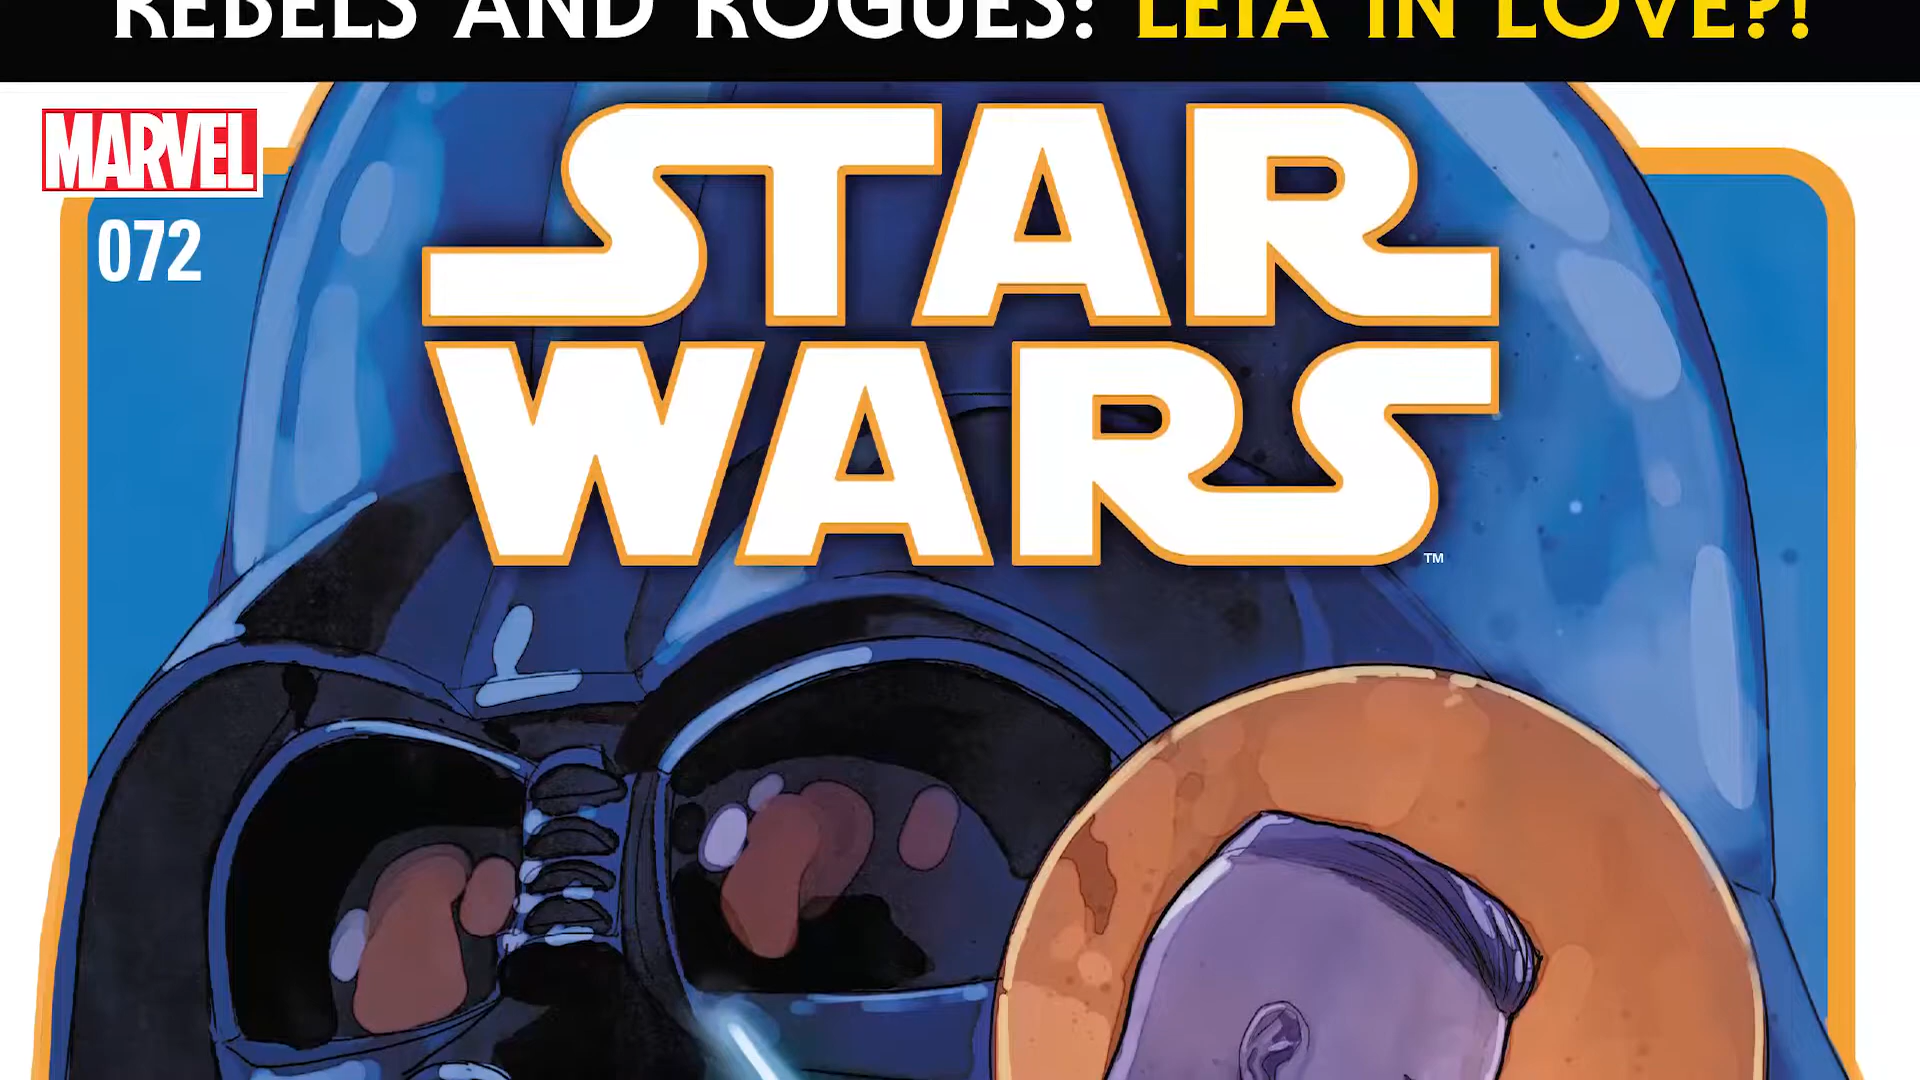 REBELS AND ROGUES: LEIA IN LOVE?!
MARVEL
072
STAR
WARS
TM